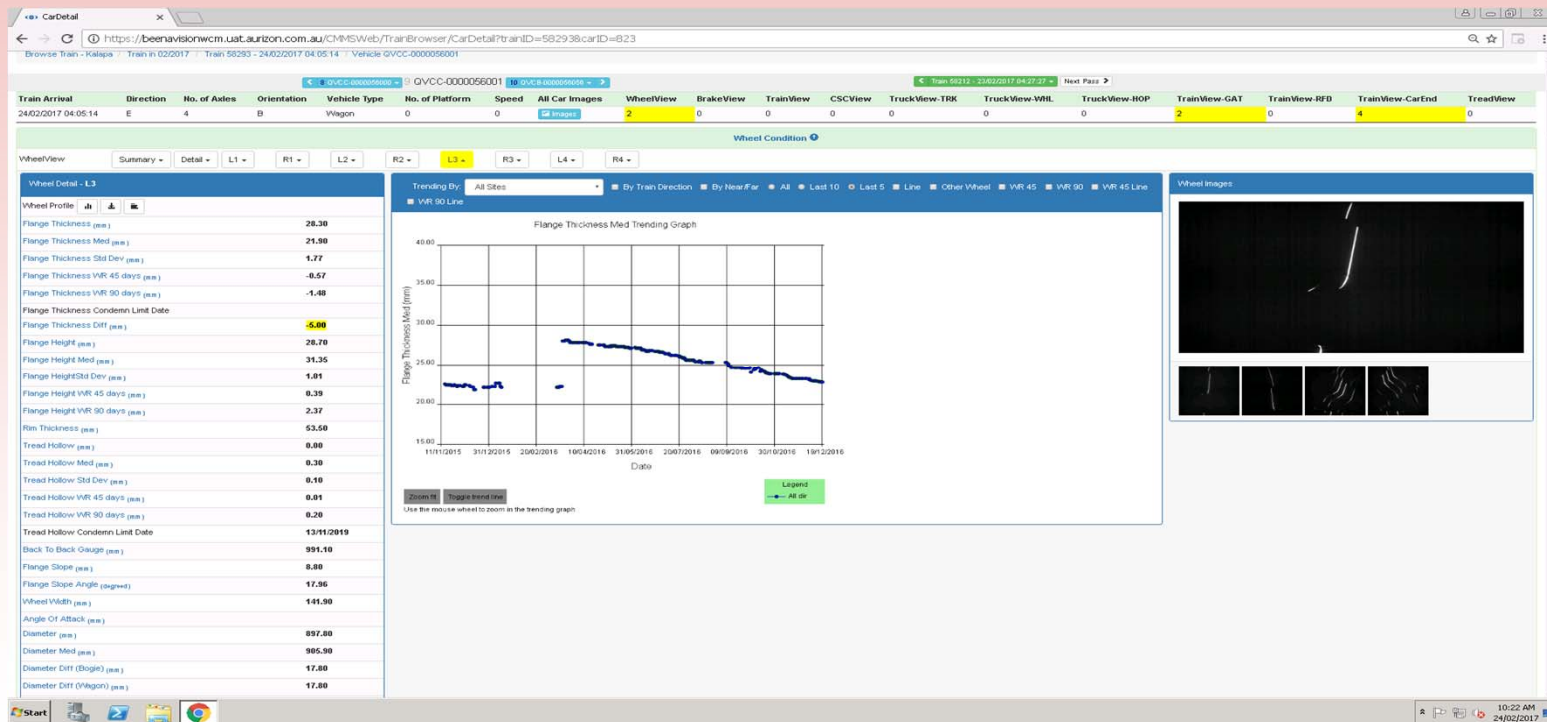 CarDetail
https://beenavisionwcm.uat.aurizon.com.au/CMMSWeb/TrainBrowser/CarDetail?trainID=58293&carID=823
Browse Train - Kalapa / Train in 02/2017 / Train 58293 - 24/02/2017 04:05:14 / Vehicle QVCC-0000056001
8 QVCC-0000056000 9 QVCC-0000056001 10 QVCB-0000056056
Train 58212 - 23/02/2017 04:27:27 Next Pass
Train Arrival Direction No. of Axles Orientation Vehicle Type No. of Platform Speed All Car Images WheelView BrakeView TrainView CSCView TruckView-TRK TruckView-WHL TruckView-HOP TrainView-GAT TrainView-RFD TrainView-CarEnd TreadView
24/02/2017 04:05:14 E 4 B Wagon 0 0 Images 2 0 0 0 0 0 0 2 0 4 0
Wheel Condition
WheelView Summary Detail L1 R1 L2 R2 L3 R3 L4 R4
Wheel Detail - L3
Wheel Profile
Flange Thickness (mm) 28.30
Flange Thickness Med (mm) 21.90
Flange Thickness Std Dev (mm) 1.77
Flange Thickness WR 45 days (mm) -0.57
Flange Thickness WR 90 days (mm) -1.48
Flange Thickness Condemn Limit Date
Flange Thickness Diff (mm) -5.00
Flange Height (mm) 28.70
Flange Height Med (mm) 31.35
Flange HeightStd Dev (mm) 1.01
Flange Height WR 45 days (mm) 8.39
Flange Height WR 90 days (mm) 2.37
Rim Thickness (mm) 53.50
Tread Hollow (mm) 0.00
Tread Hollow Med (mm) 0.30
Tread Hollow Std Dev (mm) 0.10
Tread Hollow WR 45 days (mm) 0.01
Tread Hollow WR 90 days (mm) 0.20
Tread Hollow Condemn Limit Date 13/11/2019
Back To Back Gauge (mm) 991.10
Flange Slope (mm) 8.80
Flange Slope Angle (degreed) 17.96
Wheel Width (mm) 141.90
Angle Of Attack (mm)
Diameter (mm) 897.80
Diameter Med (mm) 905.90
Diameter Diff (Bogie) (mm) 17.80
Diameter Diff (Wagon) (mm) 17.80
Trending By: All Sites By Train Direction By Near/Far All Last 10 Last 5 Line Other Wheel WR 45 WR 90 WR 45 Line
WR 90 Line
Flange Thickness Med Trending Graph
Flange Thickness Med (mm)
40.00
35.00
30.00
25.00
20.00
15.00
11/11/2015 31/12/2015 20/02/2016 10/04/2016 31/05/2016 20/07/2016 09/09/2016 30/10/2016 19/12/2016
Date
Legend
All dir
Zoom fit Toggle trend line
Use the mouse wheel to zoom in the trending graph
Wheel Images
Start
10:22 AM
24/02/2017